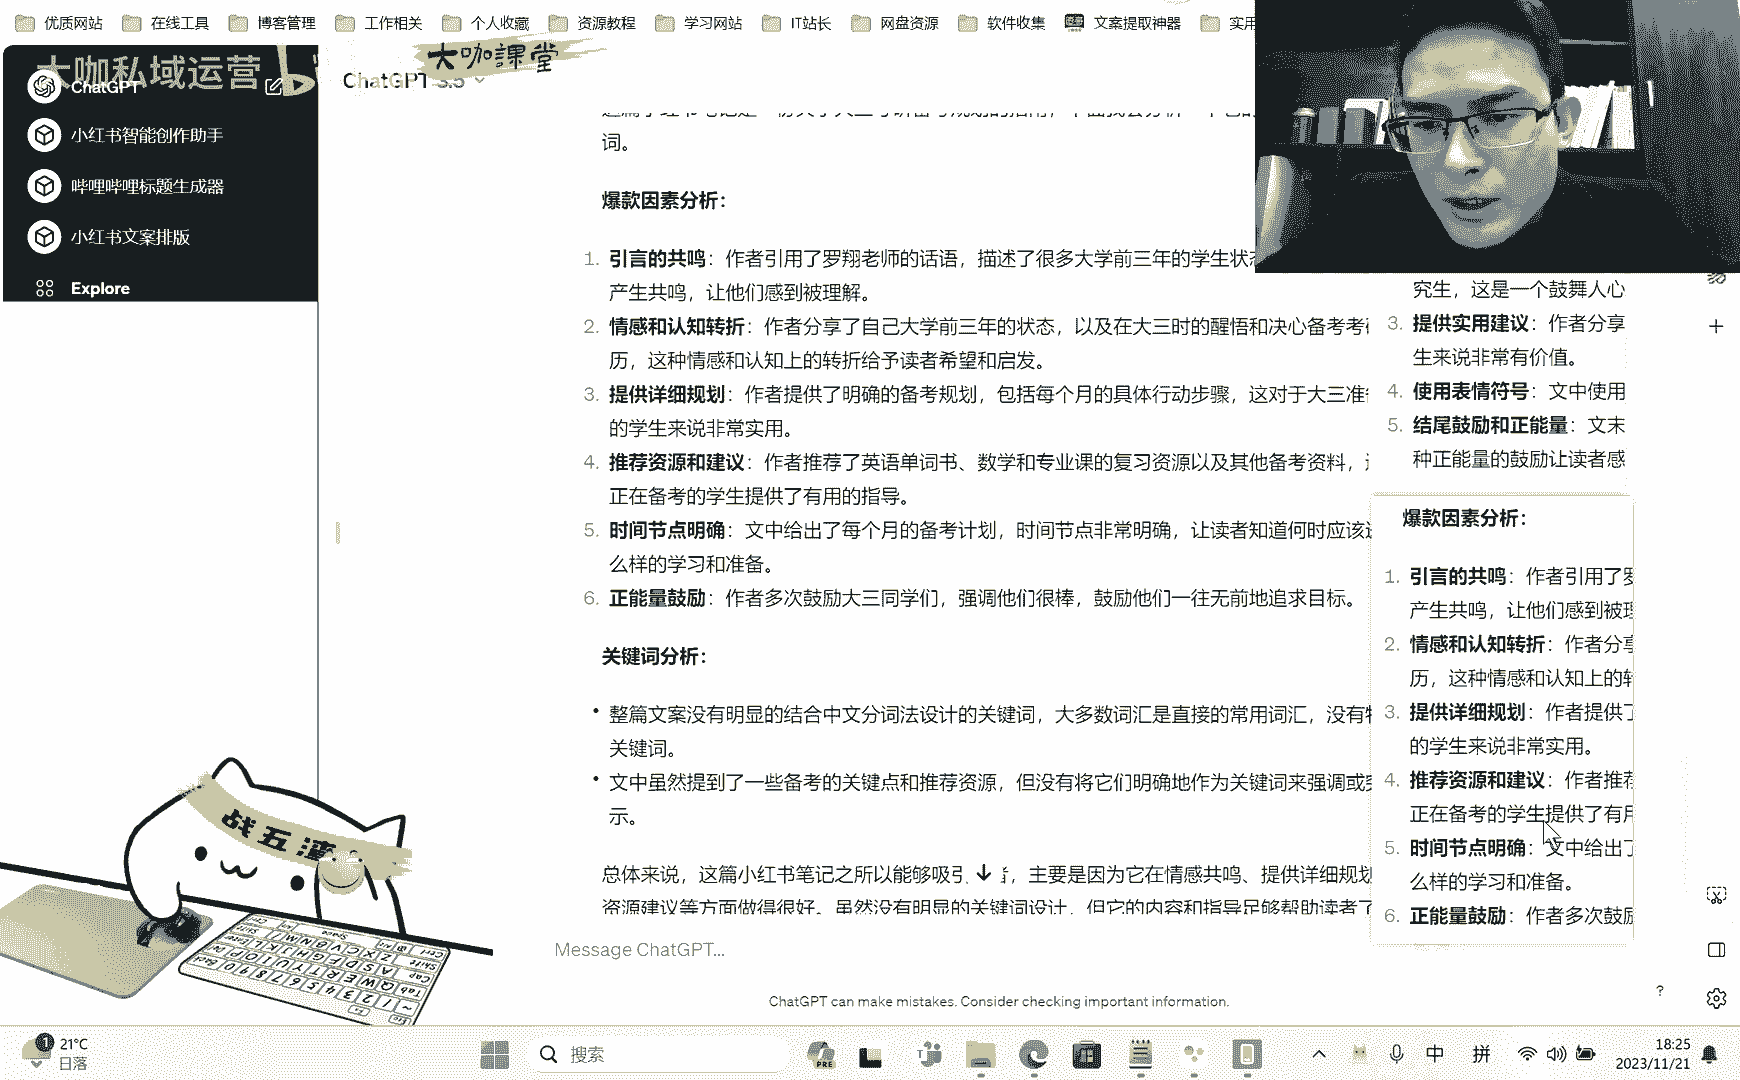 优质网站 在线工具 博客管理 工作相关 个人收藏 资源教程 学习网站 IT站长 网盘资源 软件收集 文案提取神器 实用
大咖私域运营
大咖課堂
ChatGPT
ChatGPT 3.5
小红书智能创作助手
哔哩哔哩标题生成器
小红书文案排版
Explore
词。
爆款因素分析：
1. 引言的共鸣：作者引用了罗翔老师的话语，描述了很多大学前三年的学生状态
产生共鸣，让他们感到被理解。
2. 情感和认知转折：作者分享了自己大学前三年的状态，以及在大三时的醒悟和决心备考考
历，这种情感和认知上的转折给予读者希望和启发。
3. 提供详细规划：作者提供了明确的备考规划，包括每个月的具体行动步骤，这对于大三准
的学生来说非常实用。
4. 推荐资源和建议：作者推荐了英语单词书、数学和专业课的复习资源以及其他备考资料，
正在备考的学生提供了有用的指导。
5. 时间节点明确：文中给出了每个月的备考计划，时间节点非常明确，让读者知道何时应该
么样的学习和准备。
6. 正能量鼓励：作者多次鼓励大三同学们，强调他们很棒，鼓励他们一往无前地追求目标。
关键词分析：
• 整篇文案没有明显的结合中文分词法设计的关键词，大多数词汇是直接的常用词汇，没有
关键词。
• 文中虽然提到了一些备考的关键点和推荐资源，但没有将它们明确地作为关键词来强调或
示。
总体来说，这篇小红书笔记之所以能够吸引 ，主要是因为它在情感共鸣、提供详细规划
资源建议等方面做得很好。虽然没有明显的关键词设计，但它的内容和指导足够帮助读者
Message ChatGPT...
ChatGPT can make mistakes. Consider checking important information.
究生，这是一个鼓舞人心
3. 提供实用建议：作者分享
生来说非常有价值。
4. 使用表情符号：文中使用
5. 结尾鼓励和正能量：文末
种正能量的鼓励让读者感
爆款因素分析：
1. 引言的共鸣：作者引用了罗
产生共鸣，让他们感到被理
2. 情感和认知转折：作者分享
历，这种情感和认知上的转
3. 提供详细规划：作者提供了
的学生来说非常实用。
4. 推荐资源和建议：作者推荐
正在备考的学生提供了有用
5. 时间节点明确：文中给出了
么样的学习和准备。
6. 正能量鼓励：作者多次鼓励
?
战五渣
1
21°C
日落
搜索
PRE
中
拼
18:25
2023/11/21